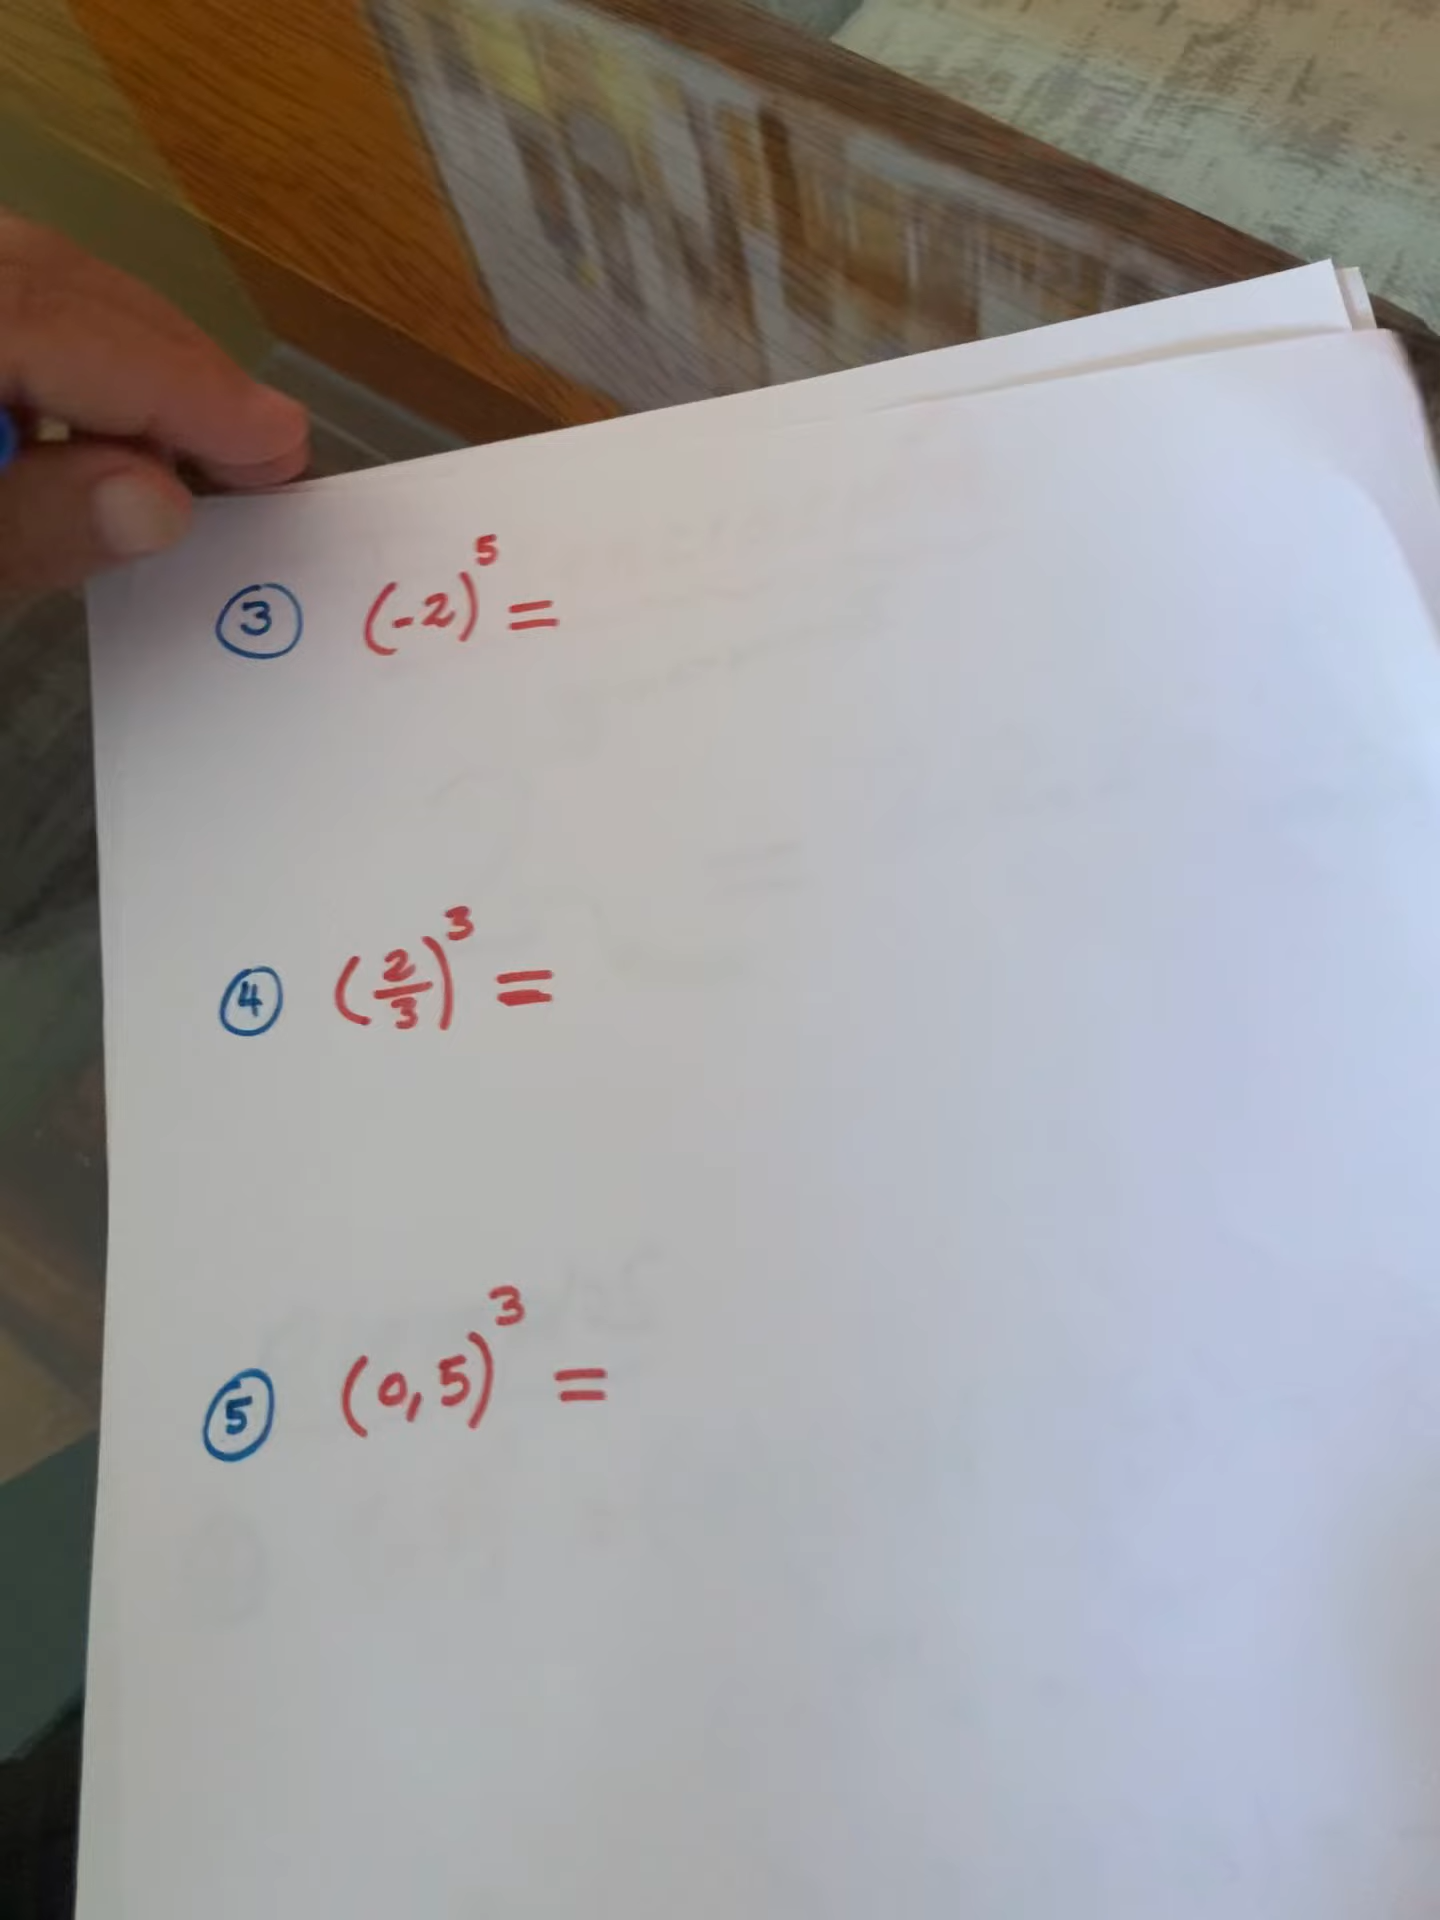 ③ (-2)⁵ =
④ (2/3)³ =
⑤ (0,5)³ =